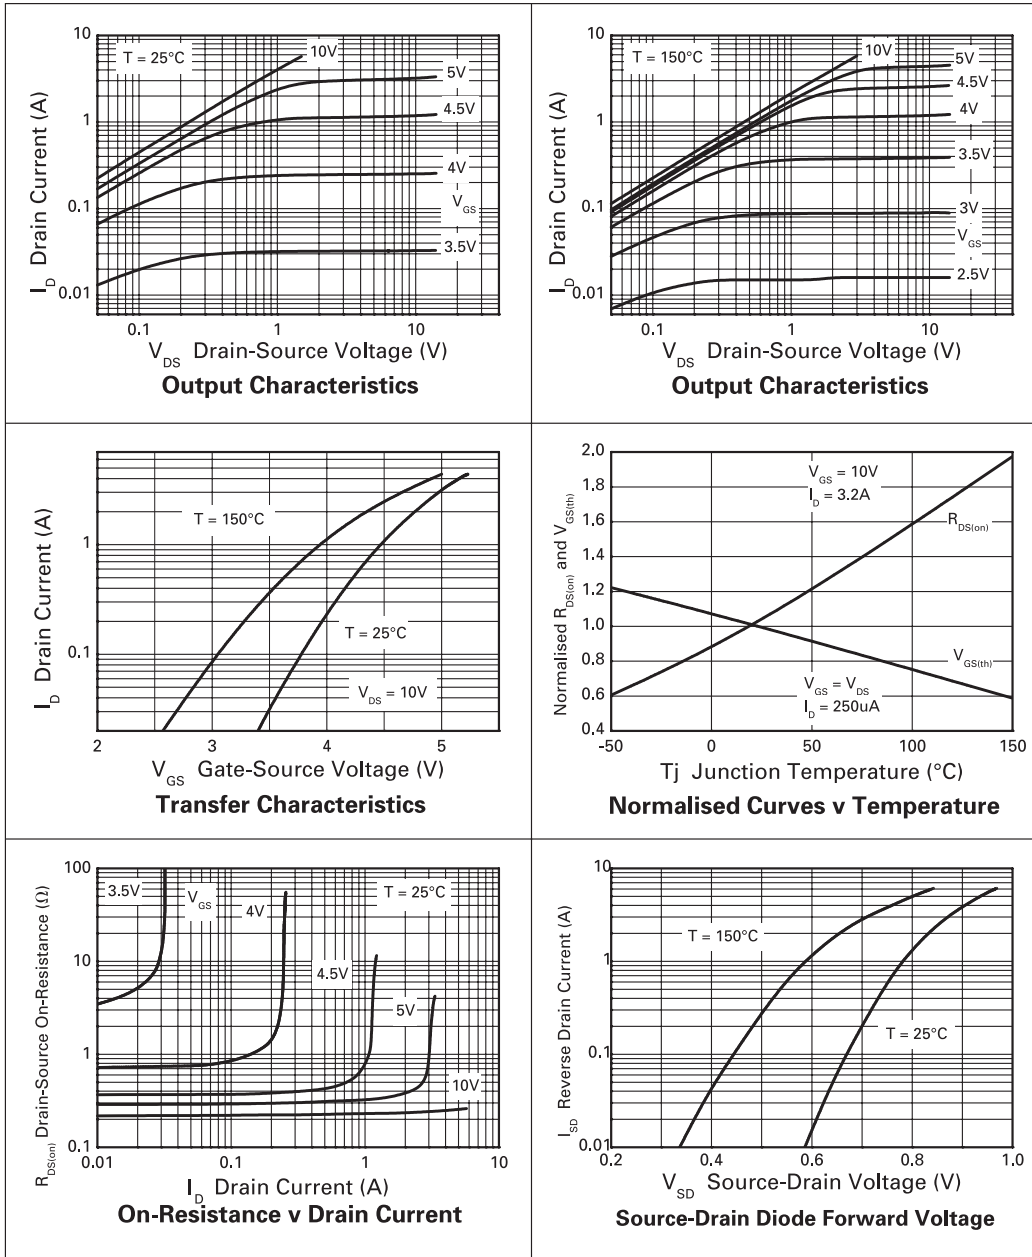 10
1
0.1
0.01
I_D Drain Current (A)
T = 25°C
10V
5V
4.5V
4V
V_GS
3.5V
0.1 1 10
V_DS Drain-Source Voltage (V)
Output Characteristics
10
1
0.1
0.01
I_D Drain Current (A)
T = 150°C
10V
5V
4.5V
4V
3.5V
3V
V_GS
2.5V
0.1 1 10
V_DS Drain-Source Voltage (V)
Output Characteristics
1
0.1
I_D Drain Current (A)
T = 150°C
T = 25°C
V_DS = 10V
2 3 4 5
V_GS Gate-Source Voltage (V)
Transfer Characteristics
2.0
1.8
1.6
1.4
1.2
1.0
0.8
0.6
0.4
Normalised R_DS(on) and V_GS(th)
V_GS = 10V
I_D = 3.2A
R_DS(on)
V_GS(th)
V_GS = V_DS
I_D = 250uA
-50 0 50 100 150
Tj Junction Temperature (°C)
Normalised Curves v Temperature
100
10
1
0.1
R_DS(on) Drain-Source On-Resistance (Ω)
3.5V
V_GS
4V
T = 25°C
4.5V
5V
10V
0.01 0.1 1 10
I_D Drain Current (A)
On-Resistance v Drain Current
10
1
0.1
0.01
I_SD Reverse Drain Current (A)
T = 150°C
T = 25°C
0.2 0.4 0.6 0.8 1.0
V_SD Source-Drain Voltage (V)
Source-Drain Diode Forward Voltage